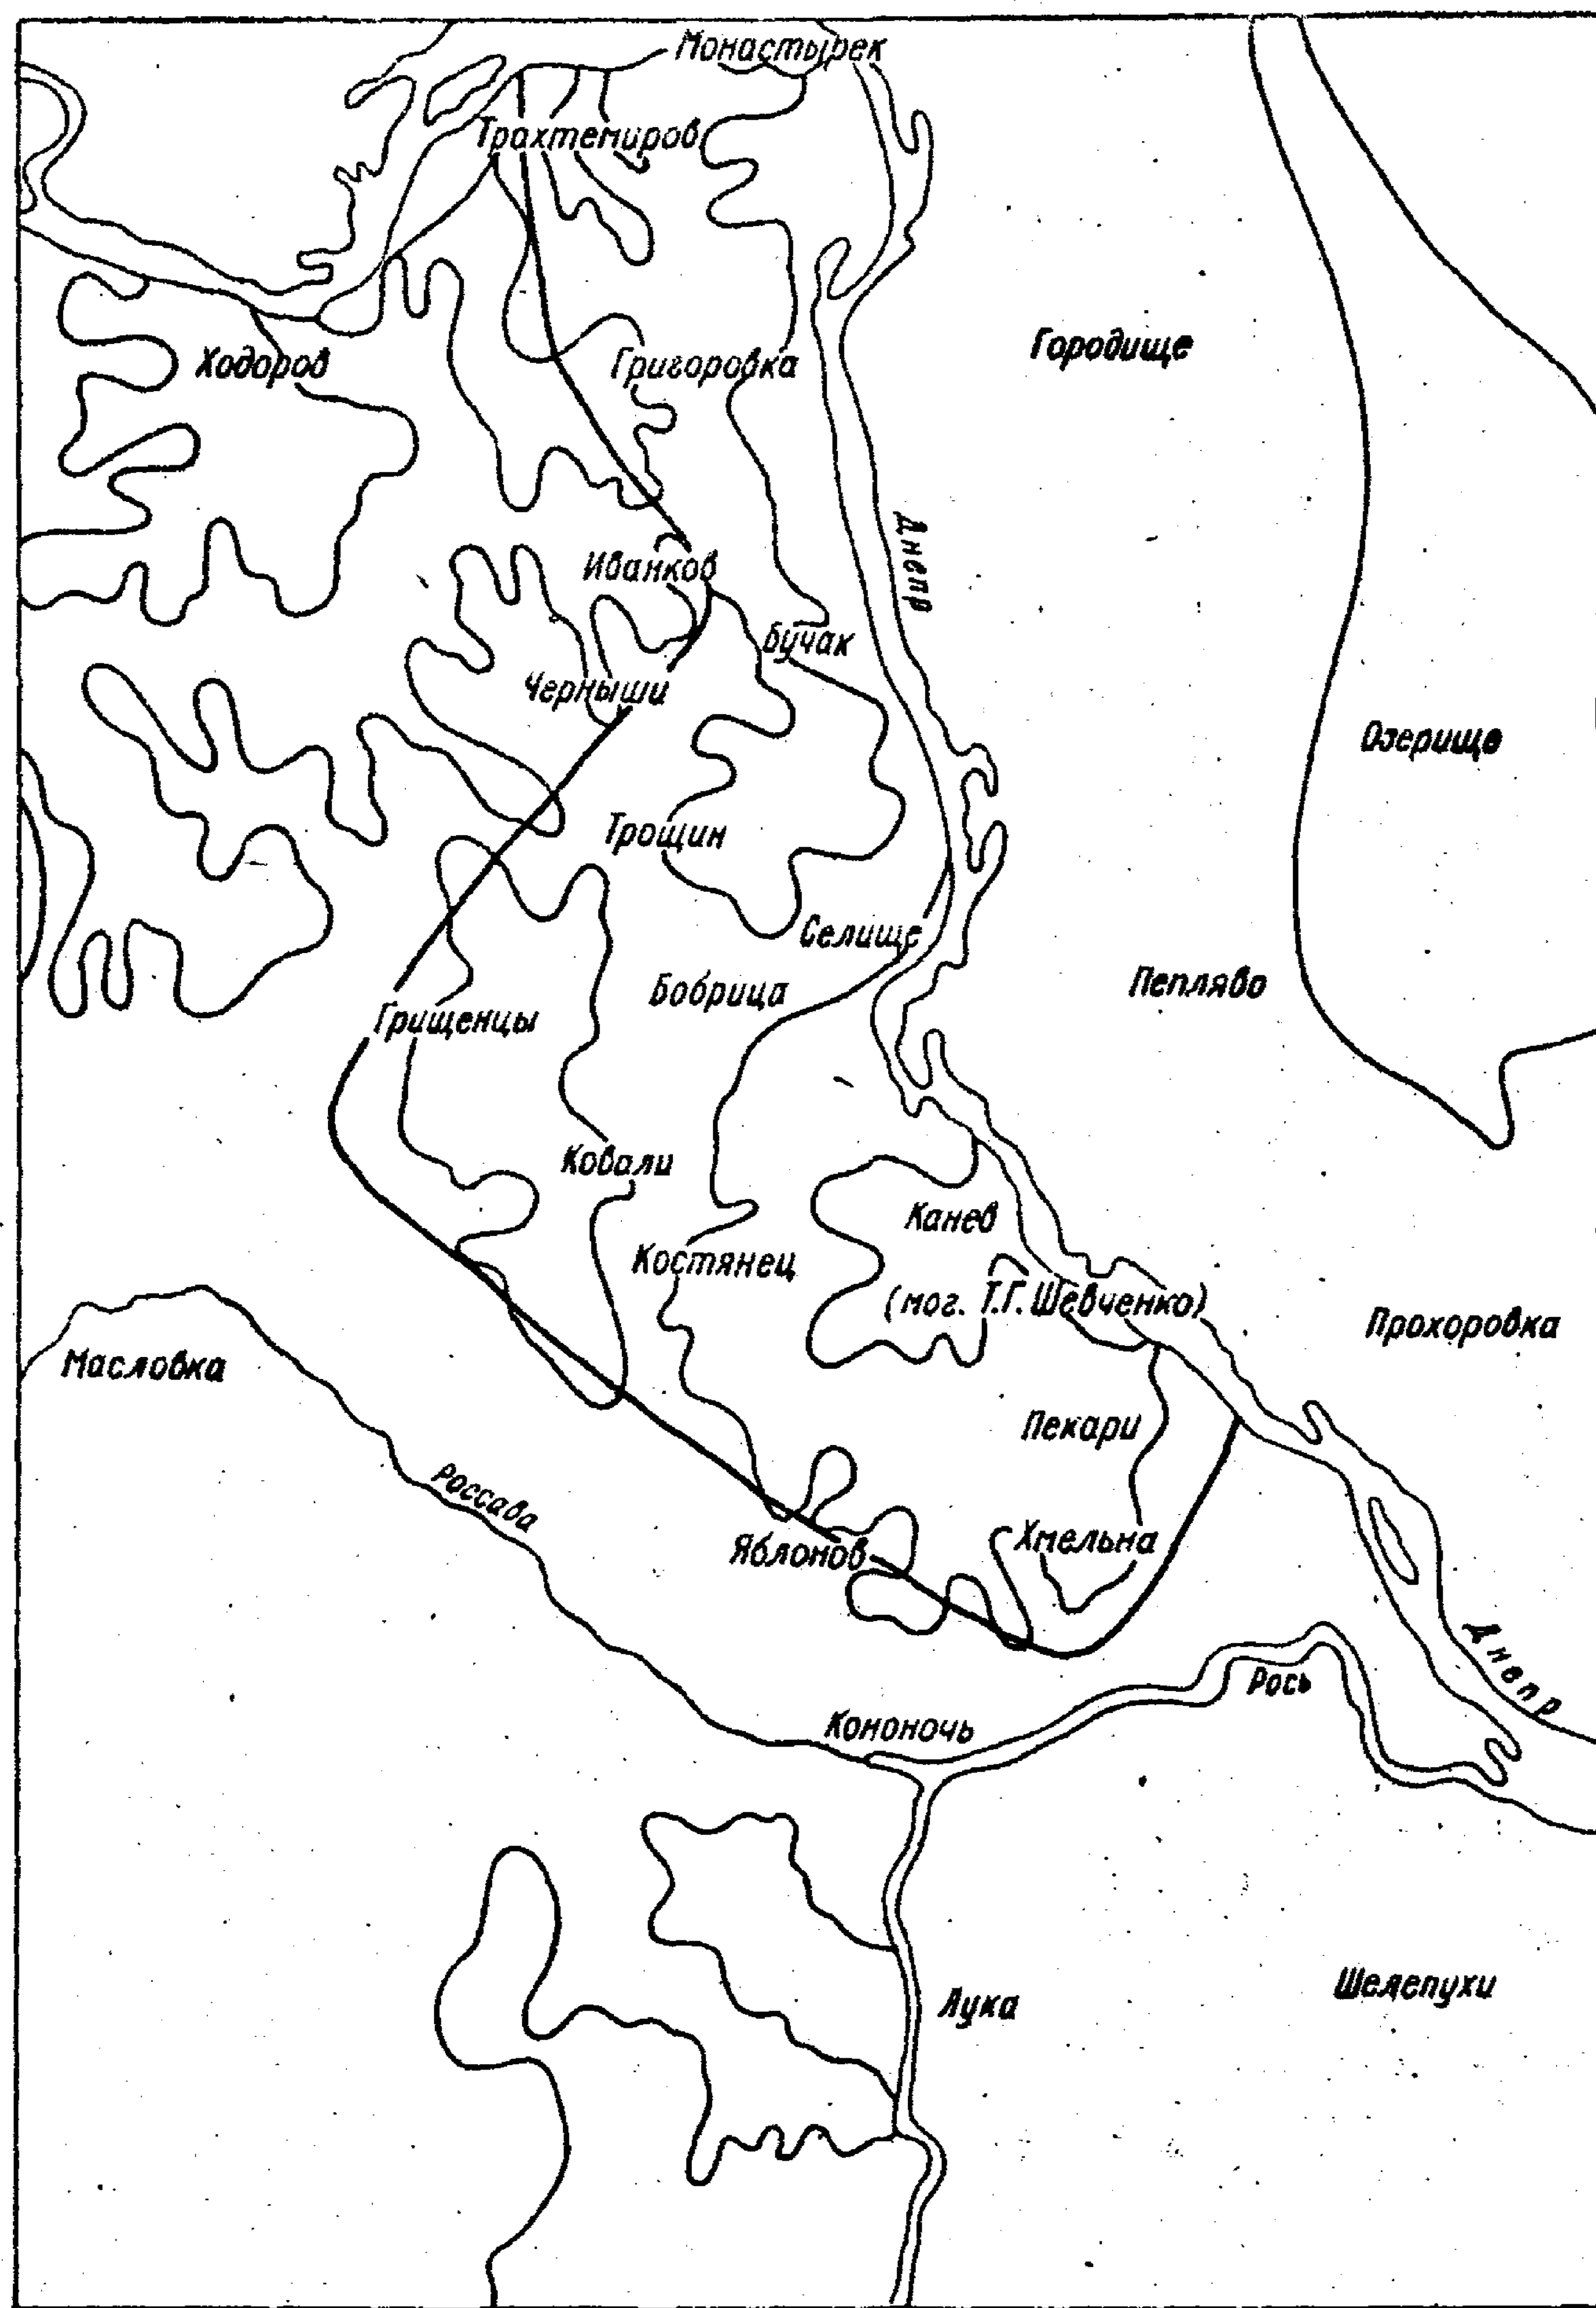 Монастырек
Трахтемиров
Городище
Ходоров
Григоровка
Днепр
Иванков
Бучак
Черныши
Озерище
Трощин
Селище
Бобрица
Пеплябо
Грищенцы
Ковали
Канев
Костянец
(мог. Т.Г. Шевченко)
Прохоровка
Масловка
Пекари
Россава
Хмельна
Яблонов
Днепр
Рось
Кононочь
Шелепухи
Лука